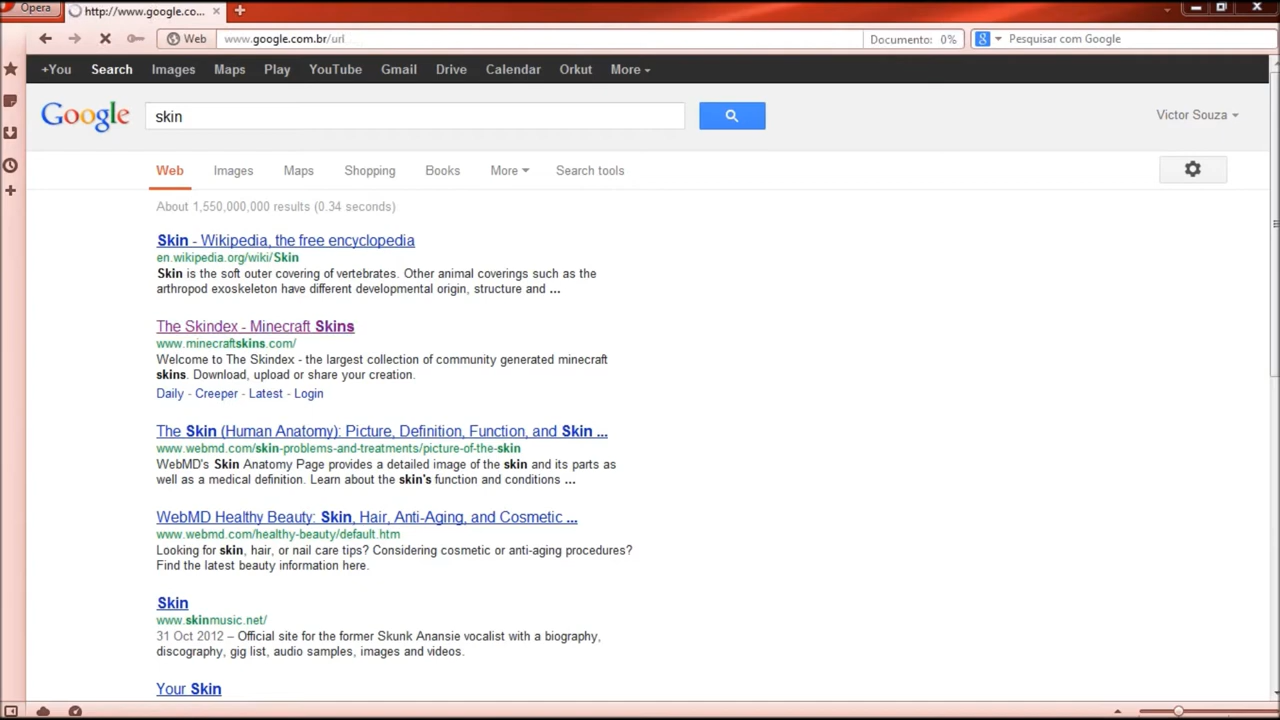 Opera
http://www.google.co...
Web
www.google.com.br/url
Documento: 0%
Pesquisar com Google
+You Search Images Maps Play YouTube Gmail Drive Calendar Orkut More
Google
skin
Victor Souza
Web Images Maps Shopping Books More Search tools
About 1,550,000,000 results (0.34 seconds)
Skin - Wikipedia, the free encyclopedia
en.wikipedia.org/wiki/Skin
Skin is the soft outer covering of vertebrates. Other animal coverings such as the
arthropod exoskeleton have different developmental origin, structure and ...
The Skindex - Minecraft Skins
www.minecraftskins.com/
Welcome to The Skindex - the largest collection of community generated minecraft
skins. Download, upload or share your creation.
Daily - Creeper - Latest - Login
The Skin (Human Anatomy): Picture, Definition, Function, and Skin ...
www.webmd.com/skin-problems-and-treatments/picture-of-the-skin
WebMD's Skin Anatomy Page provides a detailed image of the skin and its parts as
well as a medical definition. Learn about the skin's function and conditions ...
WebMD Healthy Beauty: Skin, Hair, Anti-Aging, and Cosmetic ...
www.webmd.com/healthy-beauty/default.htm
Looking for skin, hair, or nail care tips? Considering cosmetic or anti-aging procedures?
Find the latest beauty information here.
Skin
www.skinmusic.net/
31 Oct 2012 – Official site for the former Skunk Anansie vocalist with a biography,
discography, gig list, audio samples, images and videos.
Your Skin